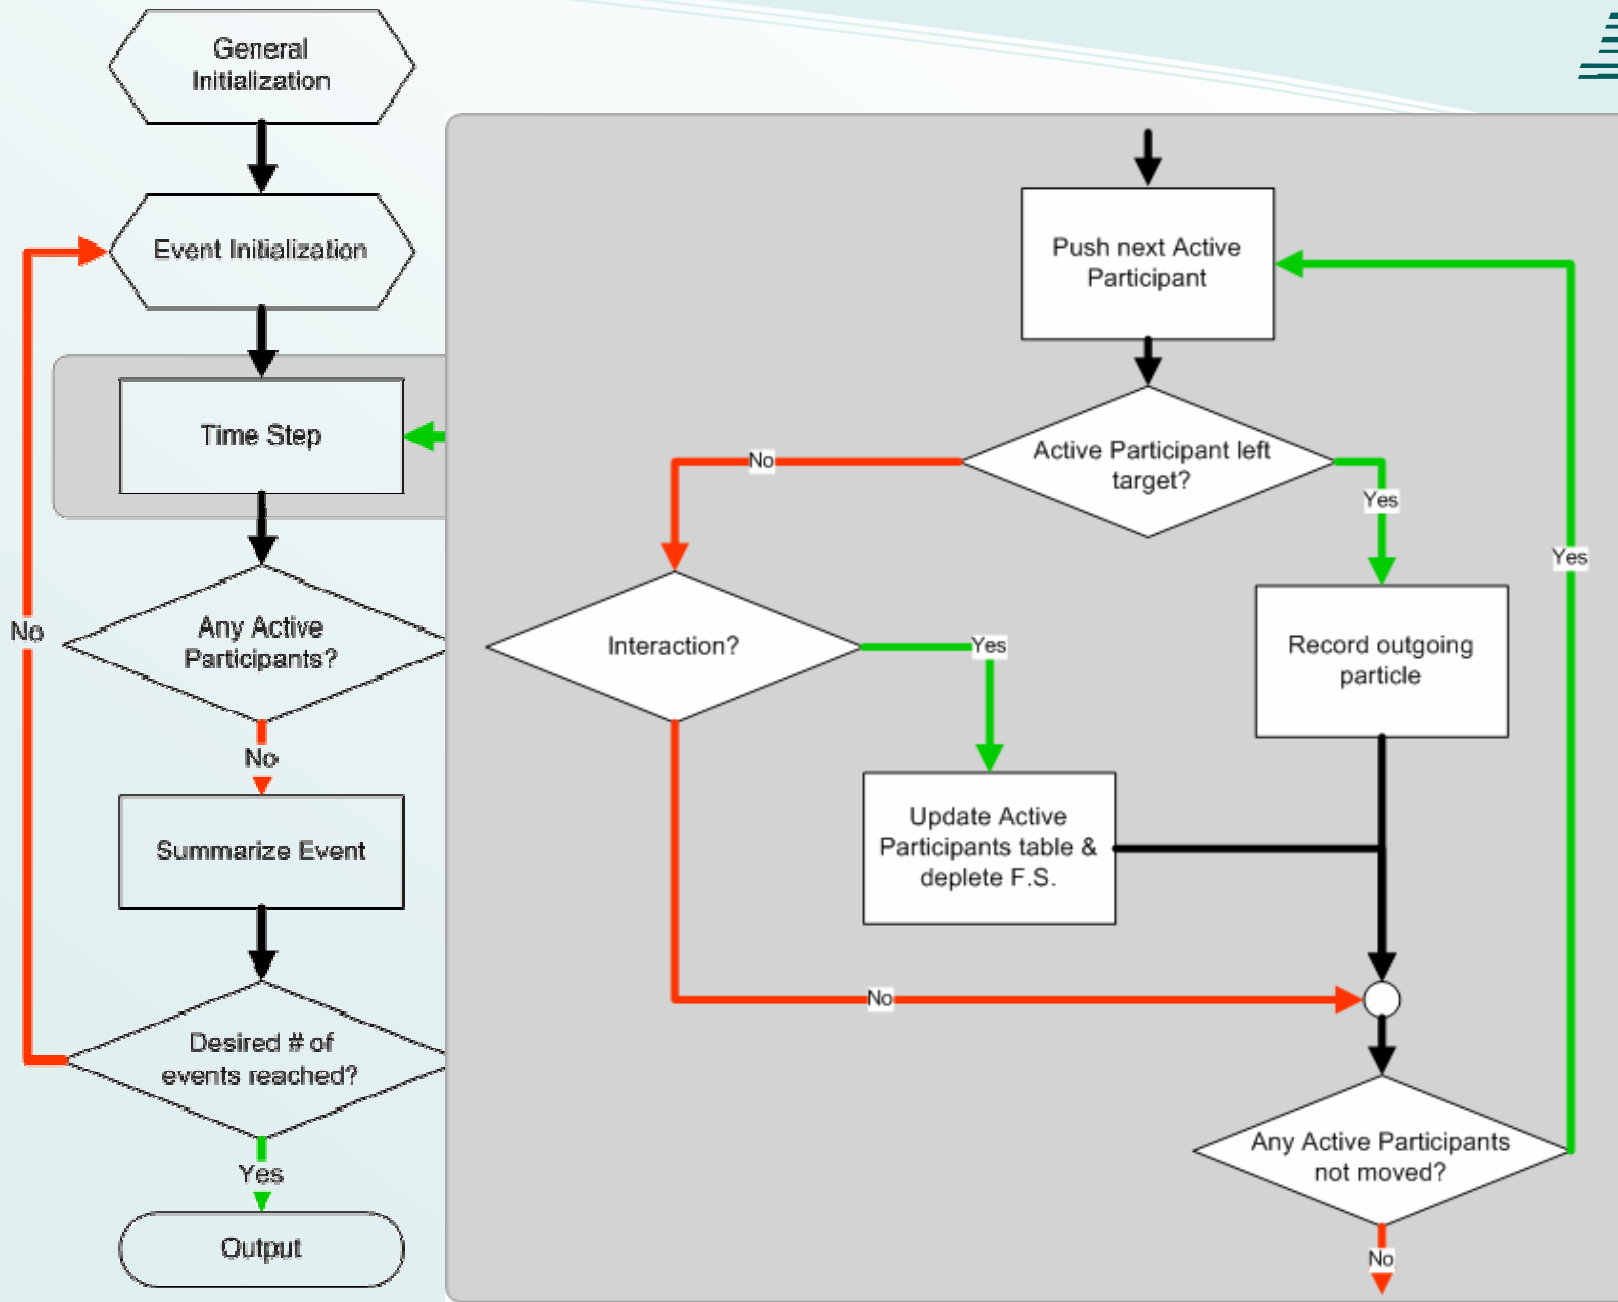 General
Initialization
Event Initialization
Time Step
Any Active
Participants?
No
No
Summarize Event
Desired # of
events reached?
Yes
Output
Push next Active
Participant
Active Participant left
target?
No
Yes
Yes
Interaction?
Yes
Record outgoing
particle
Update Active
Participants table &
deplete F.S.
No
Any Active Participants
not moved?
No